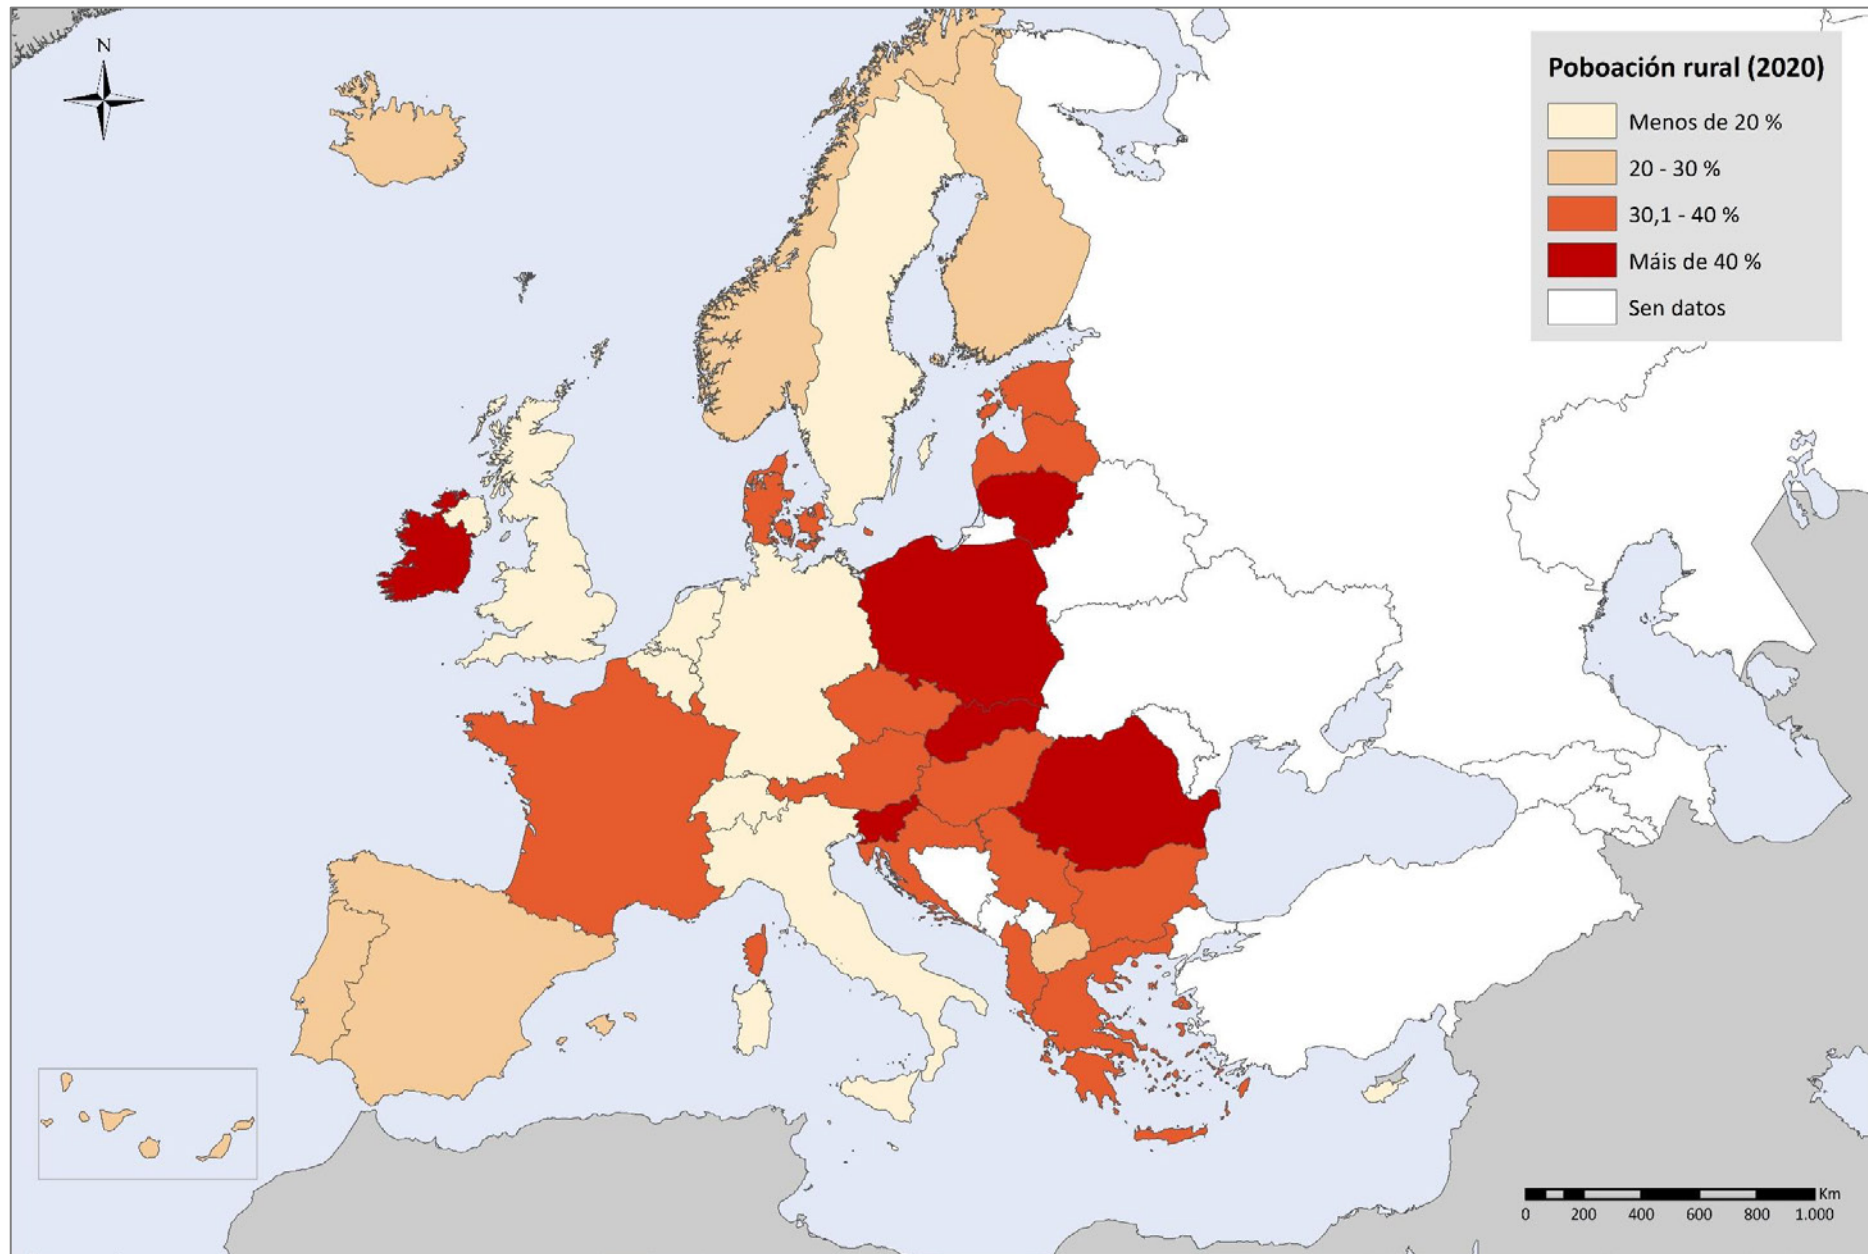 N
Poboación rural (2020)
Menos de 20 %
20 - 30 %
30,1 - 40 %
Máis de 40 %
Sen datos
Km
0 200 400 600 800 1.000